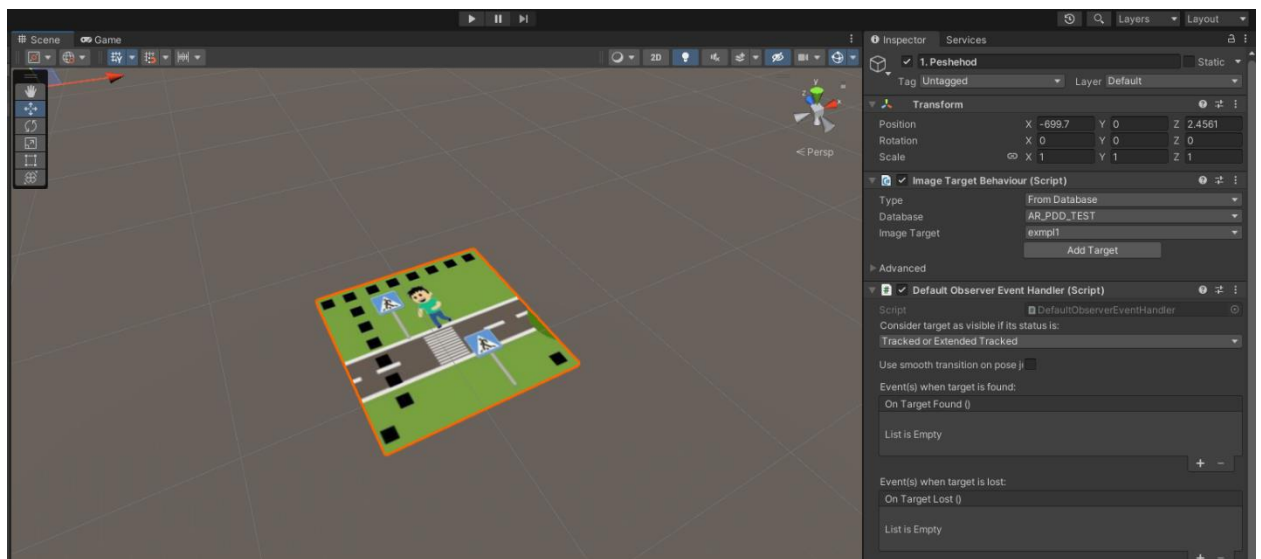 Layers
Layout
Scene
Game
2D
y
z
x
Persp
Inspector
Services
1. Peshehod
Static
Tag Untagged
Layer Default
Transform
Position X -699.7 Y 0 Z 2.4561
Rotation X 0 Y 0 Z 0
Scale X 1 Y 1 Z 1
Image Target Behaviour (Script)
Type From Database
Database AR_PDD_TEST
Image Target exmpl1
Add Target
Advanced
Default Observer Event Handler (Script)
Script DefaultObserverEventHandler
Consider target as visible if its status is:
Tracked or Extended Tracked
Use smooth transition on pose j
Event(s) when target is found:
On Target Found ()
List is Empty
+ -
Event(s) when target is lost:
On Target Lost ()
List is Empty
+ -